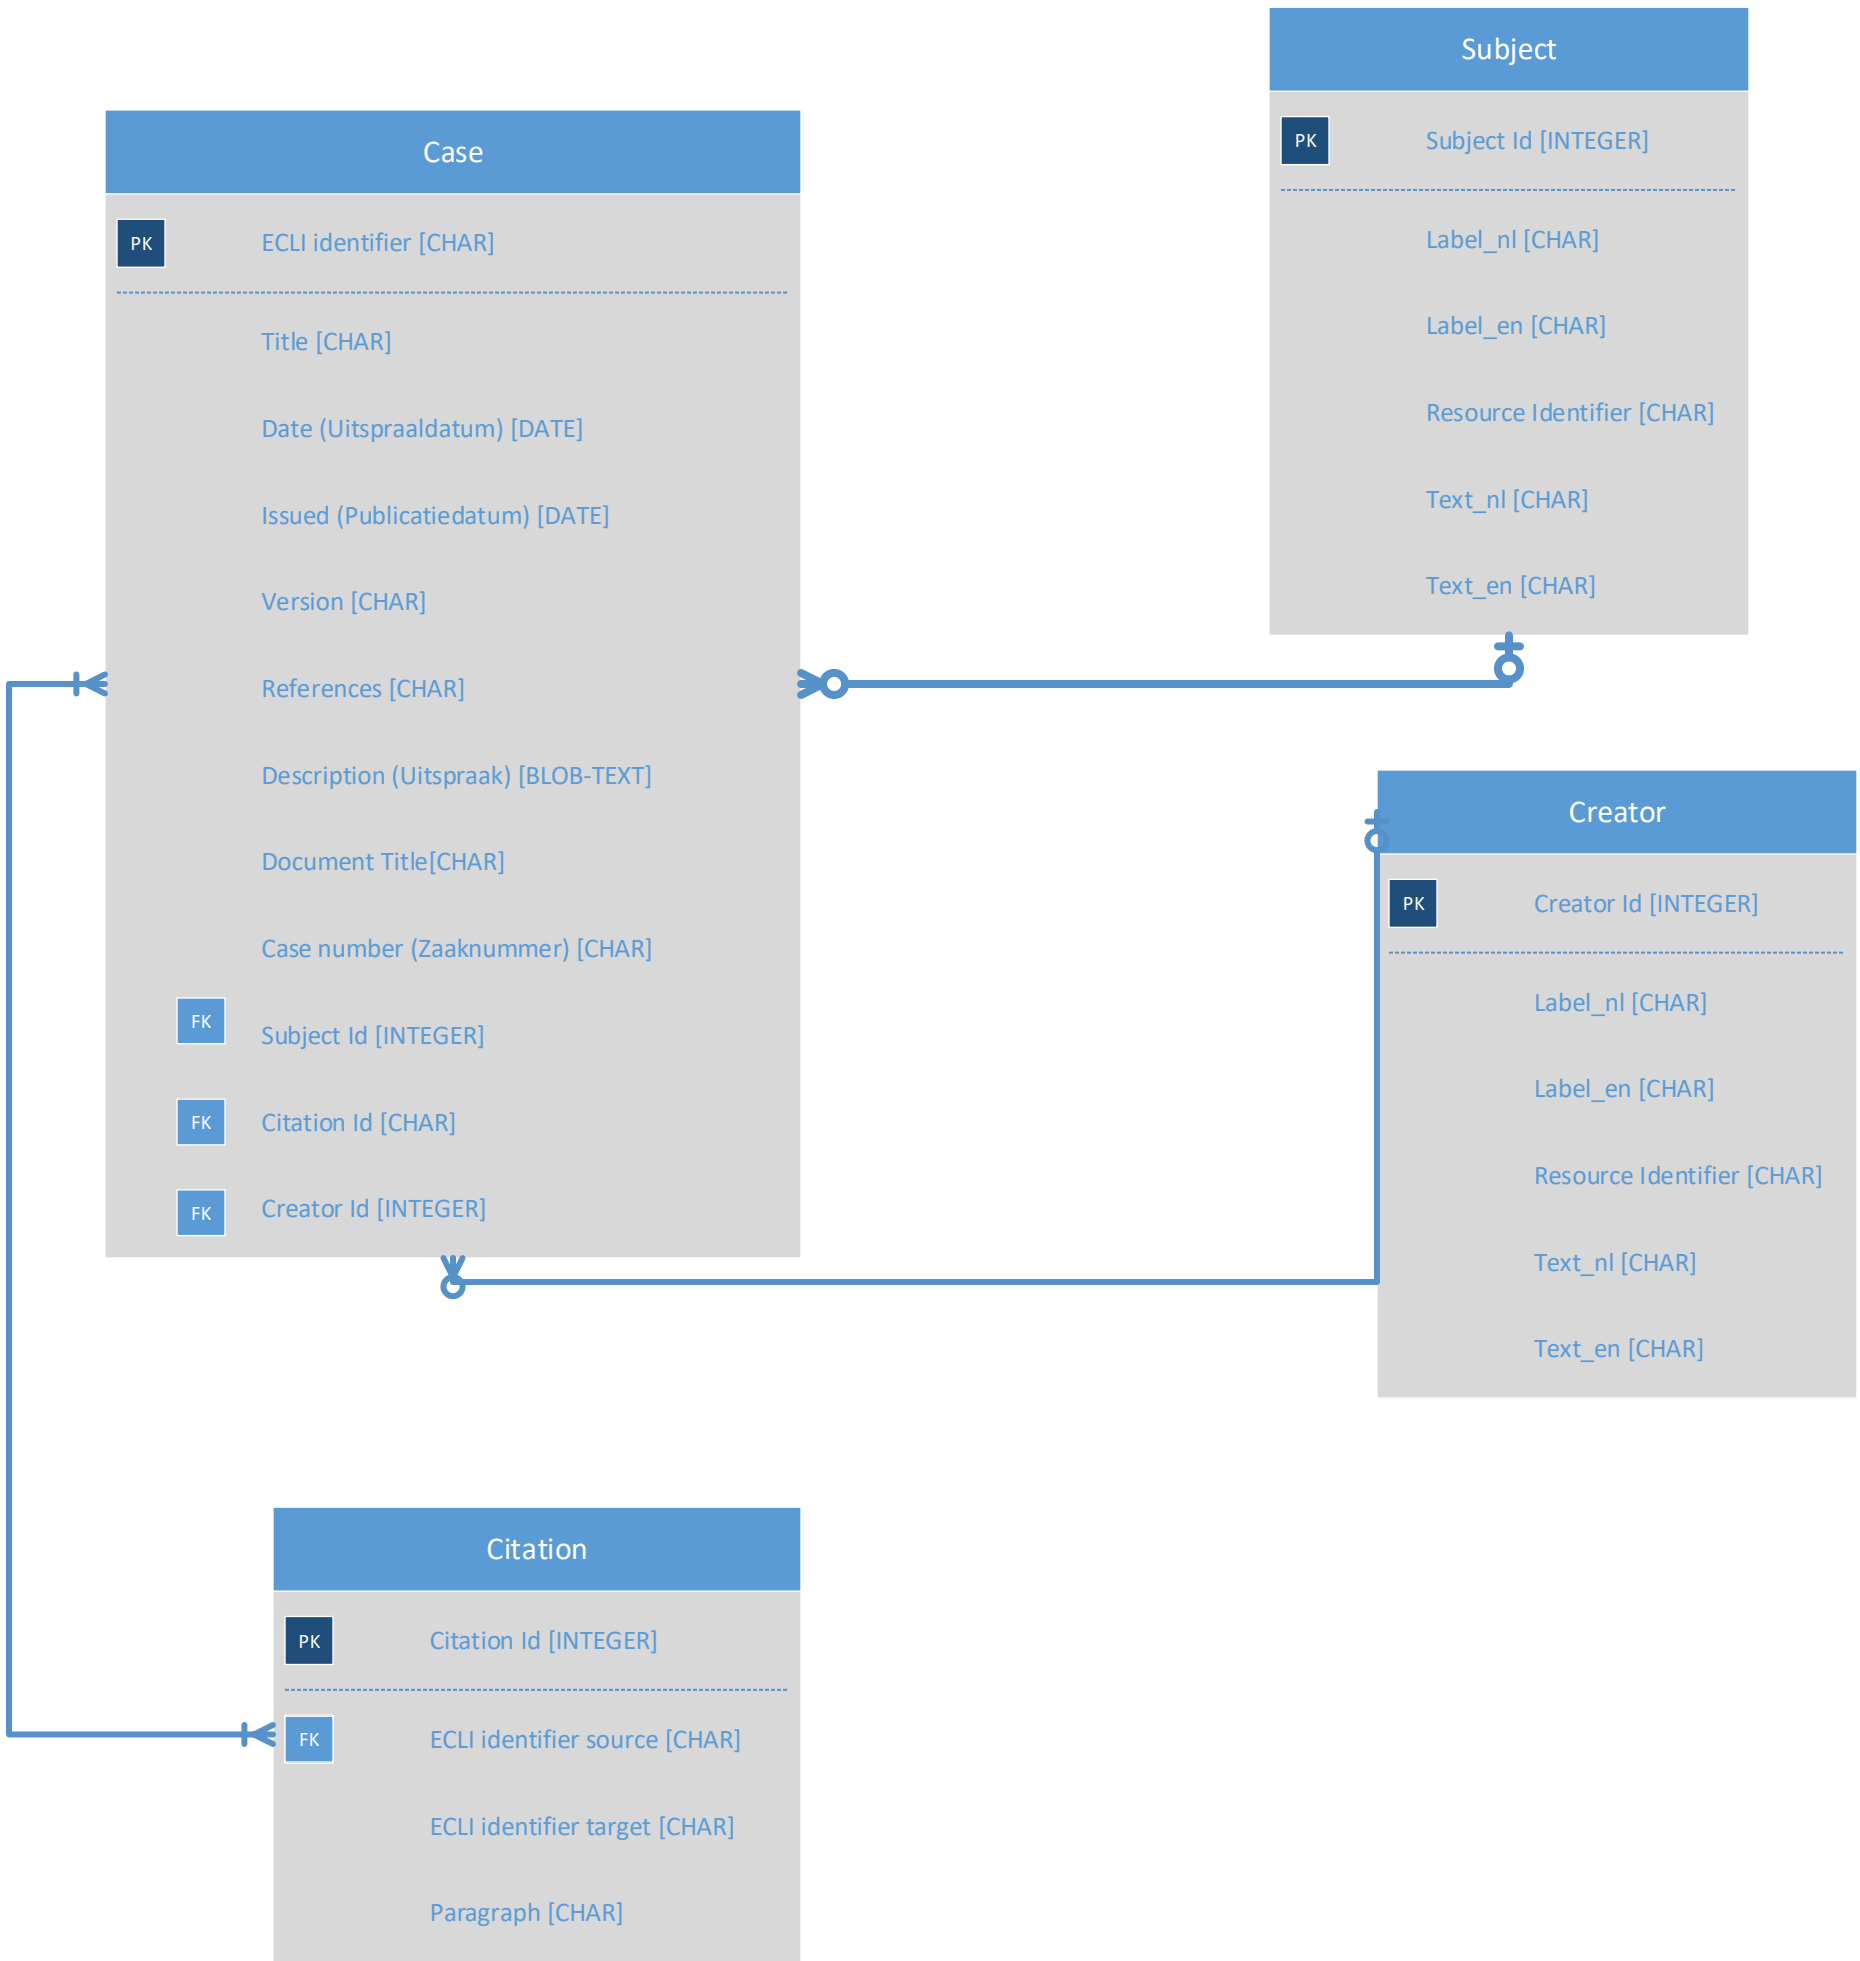 Case
PK
ECLI identifier [CHAR]
Title [CHAR]
Date (Uitspraaldatum) [DATE]
Issued (Publicatiedatum) [DATE]
Version [CHAR]
References [CHAR]
Description (Uitspraak) [BLOB-TEXT]
Document Title[CHAR]
Case number (Zaaknummer) [CHAR]
FK
Subject Id [INTEGER]
FK
Citation Id [CHAR]
FK
Creator Id [INTEGER]
Subject
PK
Subject Id [INTEGER]
Label_nl [CHAR]
Label_en [CHAR]
Resource Identifier [CHAR]
Text_nl [CHAR]
Text_en [CHAR]
Creator
PK
Creator Id [INTEGER]
Label_nl [CHAR]
Label_en [CHAR]
Resource Identifier [CHAR]
Text_nl [CHAR]
Text_en [CHAR]
Citation
PK
Citation Id [INTEGER]
FK
ECLI identifier source [CHAR]
ECLI identifier target [CHAR]
Paragraph [CHAR]